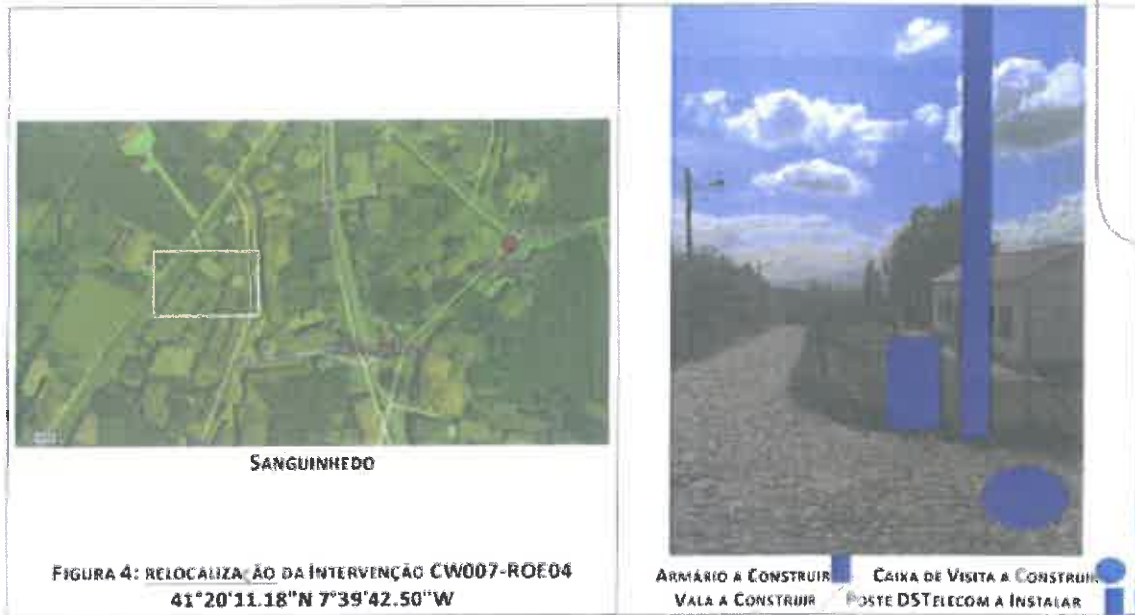 SANGUINHEDO
FIGURA 4: RELOCALIZAÇÃO DA INTERVENÇÃO CW007-ROE04
41°20'11.18"N 7°39'42.50"W
ARMÁRIO A CONSTRUIR CAIXA DE VISITA A CONSTRUIR
VALA A CONSTRUIR POSTE DSTELECOM A INSTALAR